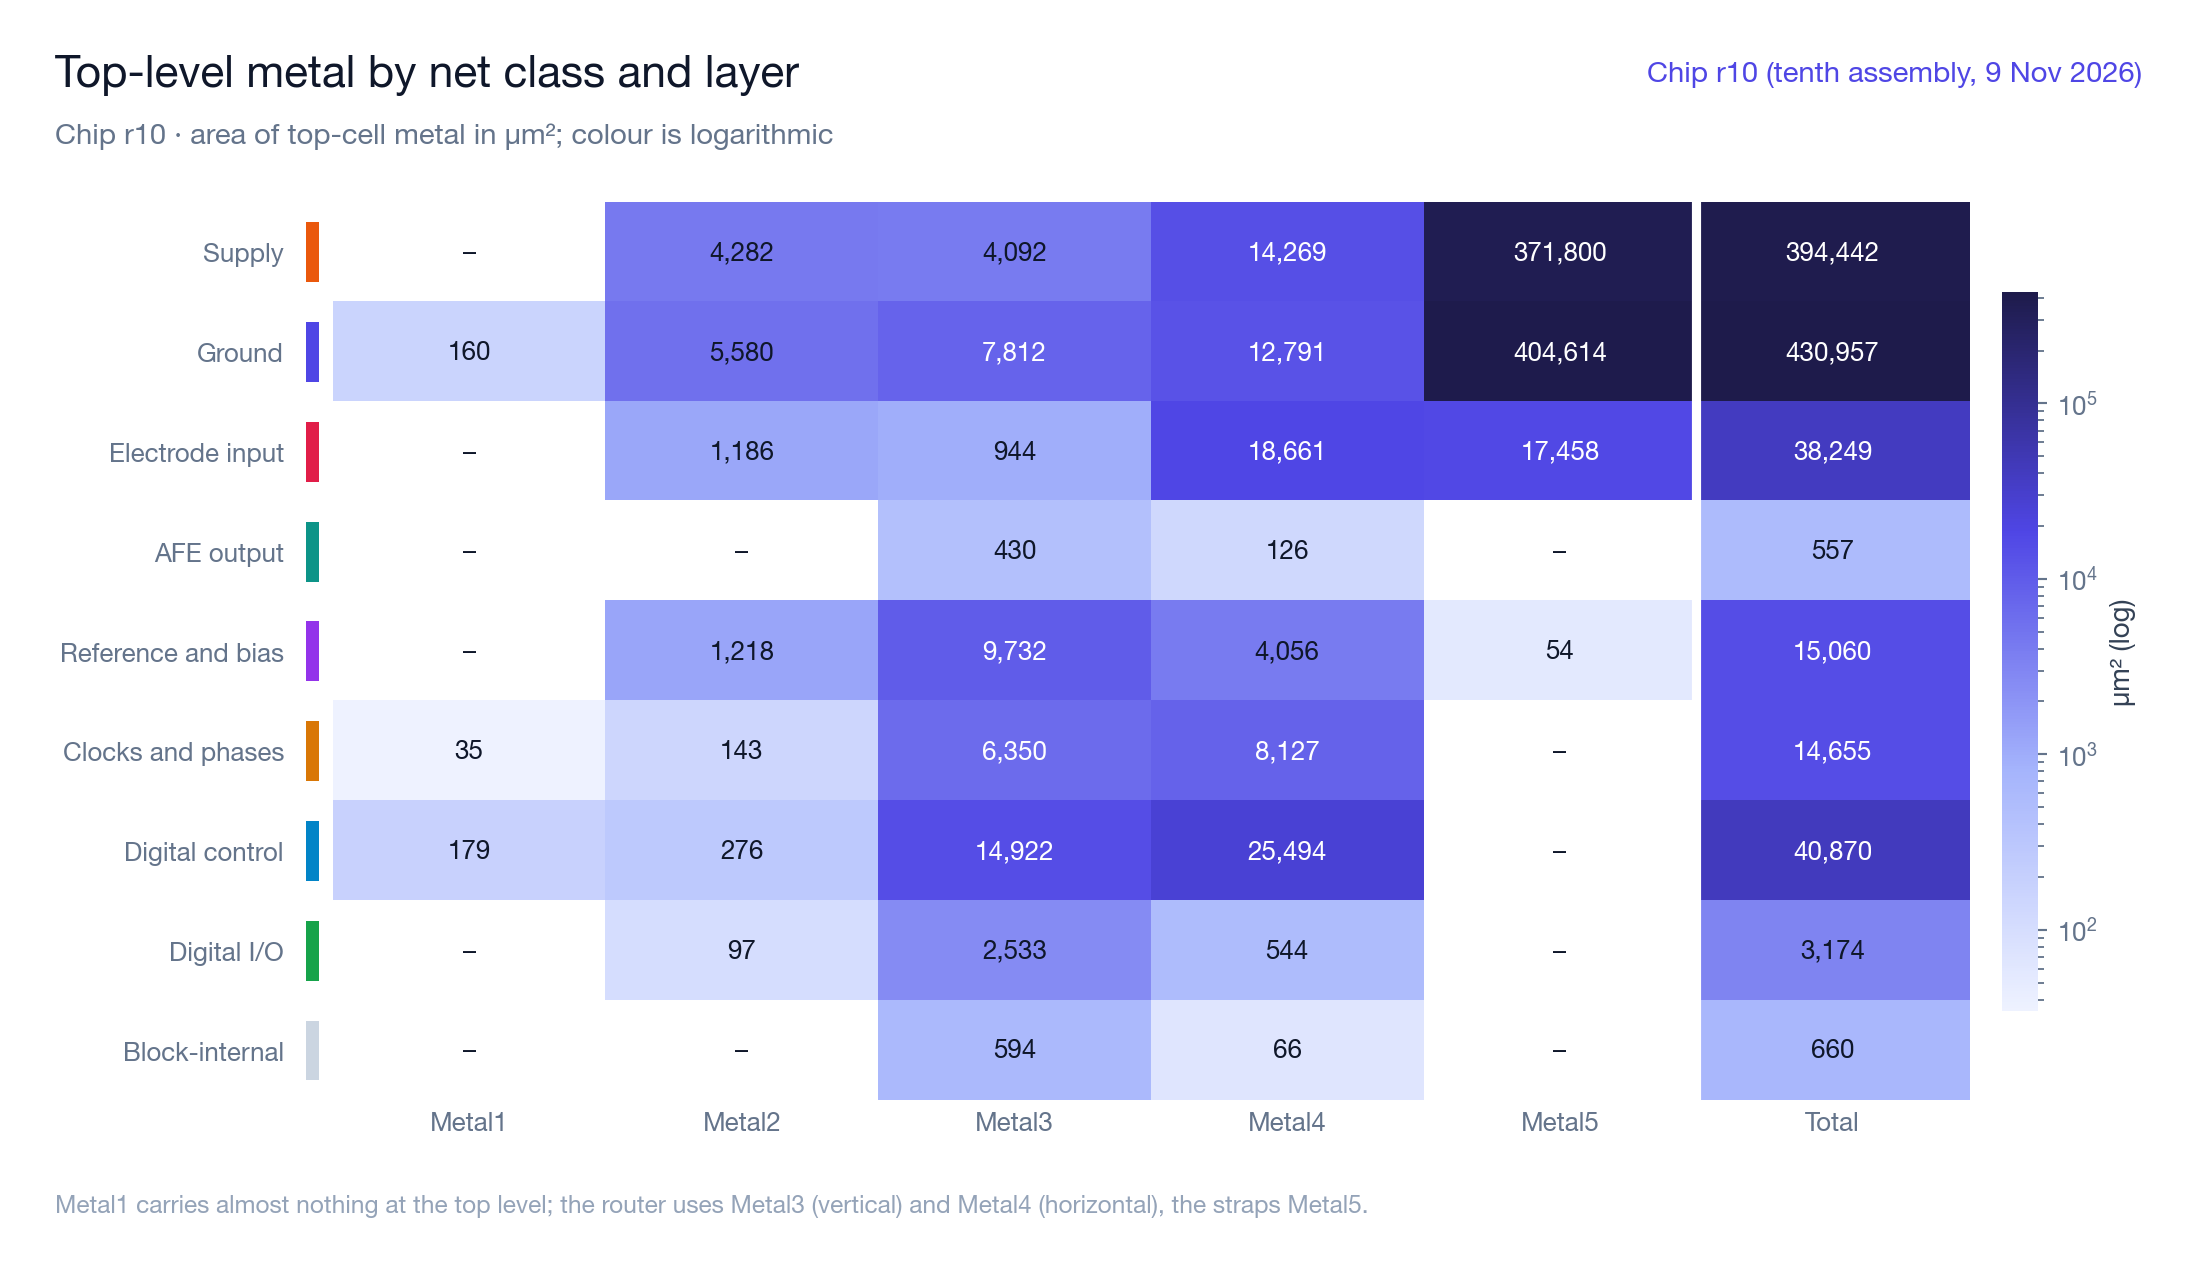 Top-level metal by net class and layer
Chip r10 (tenth assembly, 9 Nov 2026)
Chip r10 · area of top-cell metal in µm²; colour is logarithmic
Supply – 4,282 4,092 14,269 371,800 394,442
Ground 160 5,580 7,812 12,791 404,614 430,957
Electrode input – 1,186 944 18,661 17,458 38,249
AFE output – – 430 126 – 557
Reference and bias – 1,218 9,732 4,056 54 15,060
Clocks and phases 35 143 6,350 8,127 – 14,655
Digital control 179 276 14,922 25,494 – 40,870
Digital I/O – 97 2,533 544 – 3,174
Block-internal – – 594 66 – 660
Metal1 Metal2 Metal3 Metal4 Metal5 Total
10⁵
10⁴
10³
10²
µm² (log)
Metal1 carries almost nothing at the top level; the router uses Metal3 (vertical) and Metal4 (horizontal), the straps Metal5.